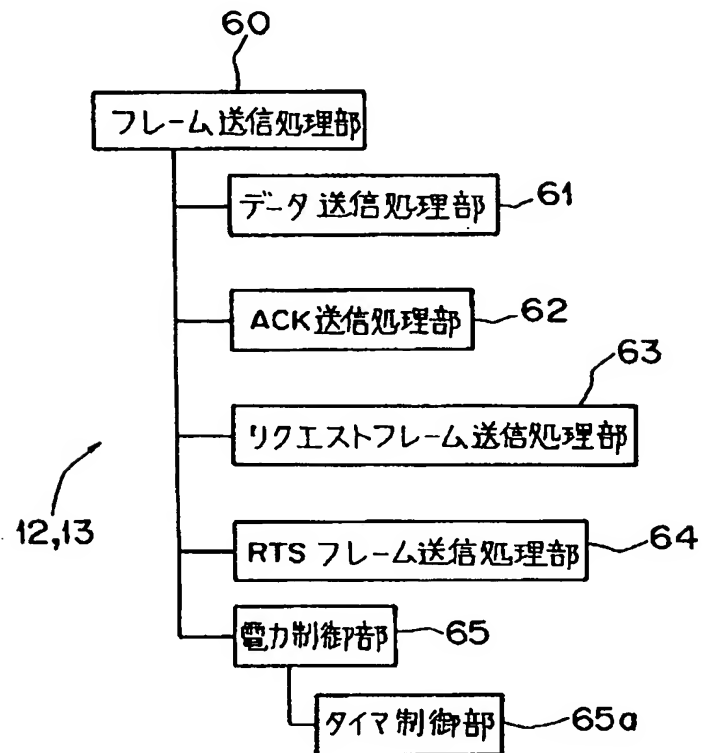 60
フレーム送信処理部
データ送信処理部 61
ACK送信処理部 62
63
リクエストフレーム送信処理部
12,13
RTSフレーム送信処理部 64
電力制御部 65
タイマ制御部 65a